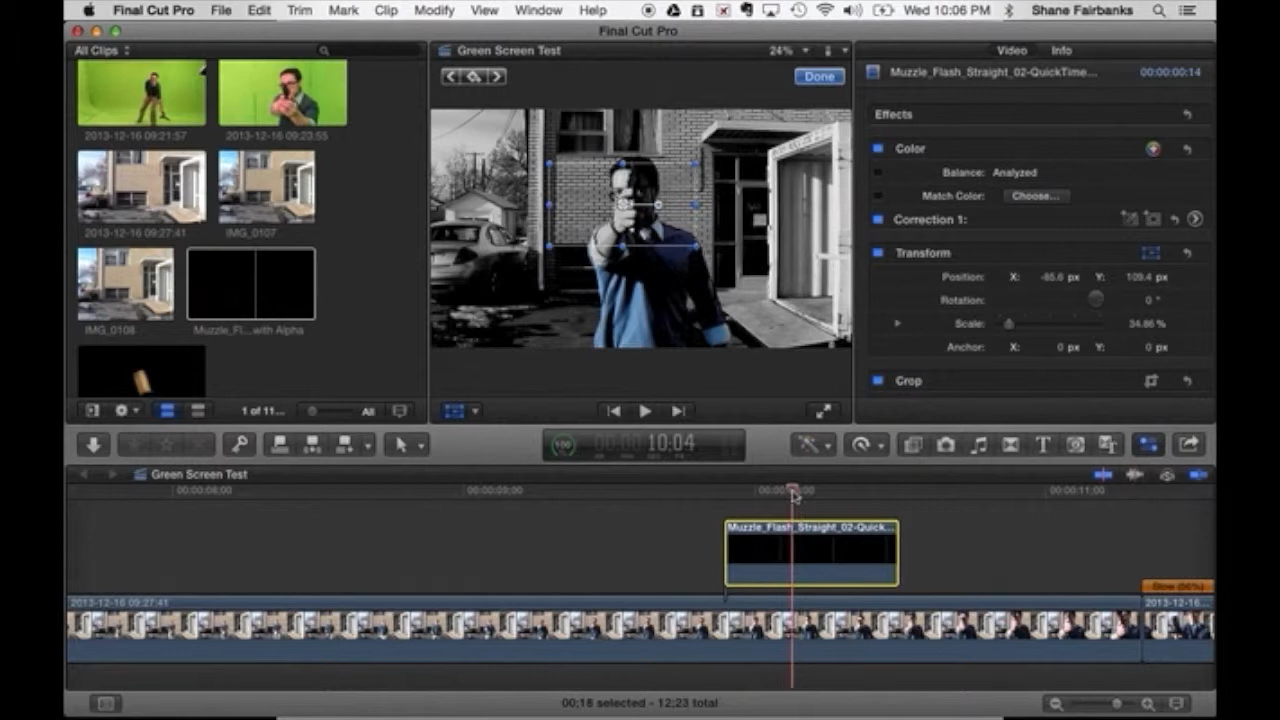 Final Cut Pro File Edit Trim Mark Clip Modify View Window Help Wed 10:06 PM Shane Fairbanks
Final Cut Pro
All Clips
Green Screen Test
24%
Video Info
Done
Muzzle_Flash_Straight_02-QuickTime... 00:00:00:14
Effects
2013-12-16 09:21:57 2013-12-16 09:23:55
Color
Balance: Analyzed
Match Color: Choose...
Correction 1:
2013-12-16 09:27:41 IMG_0107
Transform
Position: X: -85.6 px Y: 109.4 px
Rotation: 0 °
Scale: 34.86 %
IMG_0108 Muzzle_Fl...with Alpha
Anchor: X: 0 px Y: 0 px
Crop
1 of 11... All
100 10:04
Green Screen Test
00:00:08:00 00:00:09:00 00:00:11:00
Muzzle_Flash_Straight_02-Quick...
Slow (50%)
2013-12-16 09:27:41 2013-12-16...
00:18 selected - 12:23 total